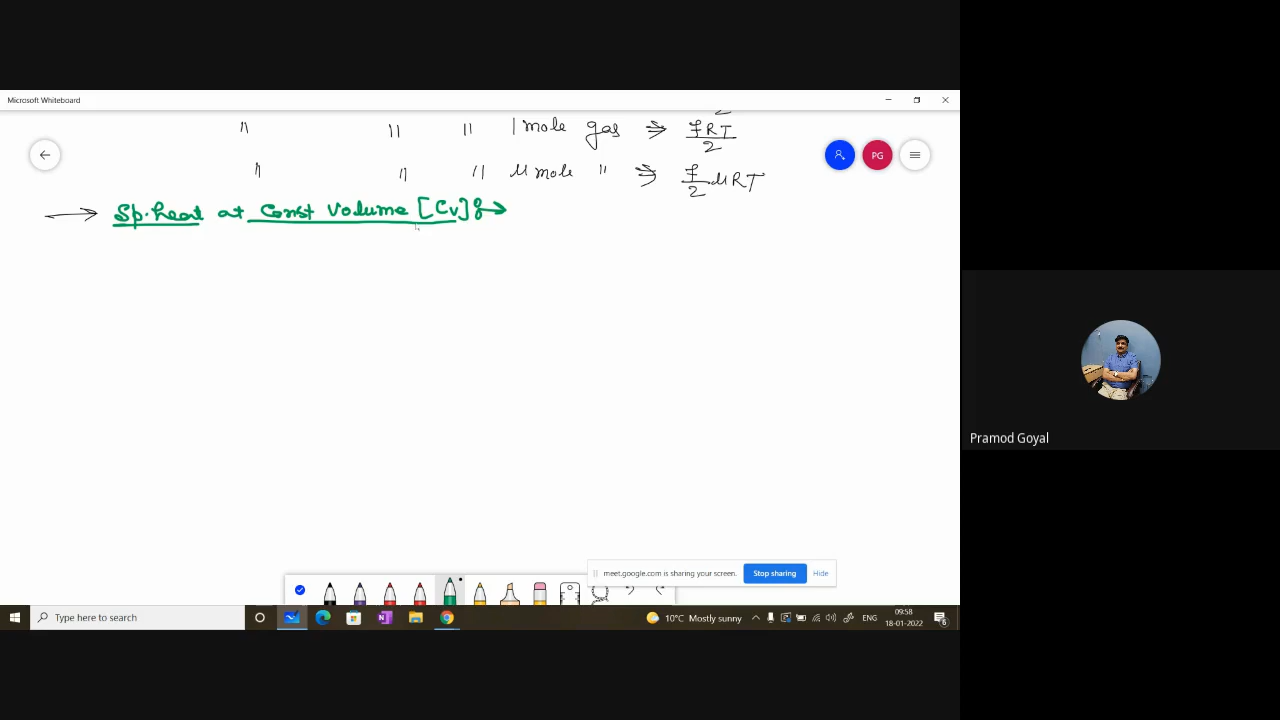 Microsoft Whiteboard
" " " 1 mole gas ⇒ fRT/2
" " " μ mole " ⇒ f/2 μRT
→ Sp. heat at Const Volume [Cv] :→
PG
Pramod Goyal
meet.google.com is sharing your screen. Stop sharing Hide
Type here to search
10°C Mostly sunny ENG 09:58
18-01-2022
6